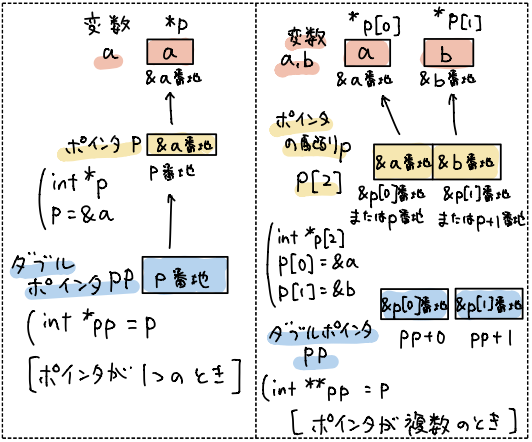 変数 *p
a a
&a番地
ポインタ p &a番地
p番地
int *p
p = &a
ダブル
ポインタ pp p番地
(int *pp = p
[ポインタが1つのとき]
*p[0] *p[1]
変数
a,b a b
&a番地 &b番地
ポインタ
の配列 p &a番地 &b番地
p[2]
&p[0]番地 &p[1]番地
またはp番地 またはp+1番地
int *p[2]
p[0] = &a
p[1] = &b
&p[0]番地 &p[1]番地
pp+0 pp+1
ダブルポインタ
pp
(int **pp = p
[ポインタが複数のとき]